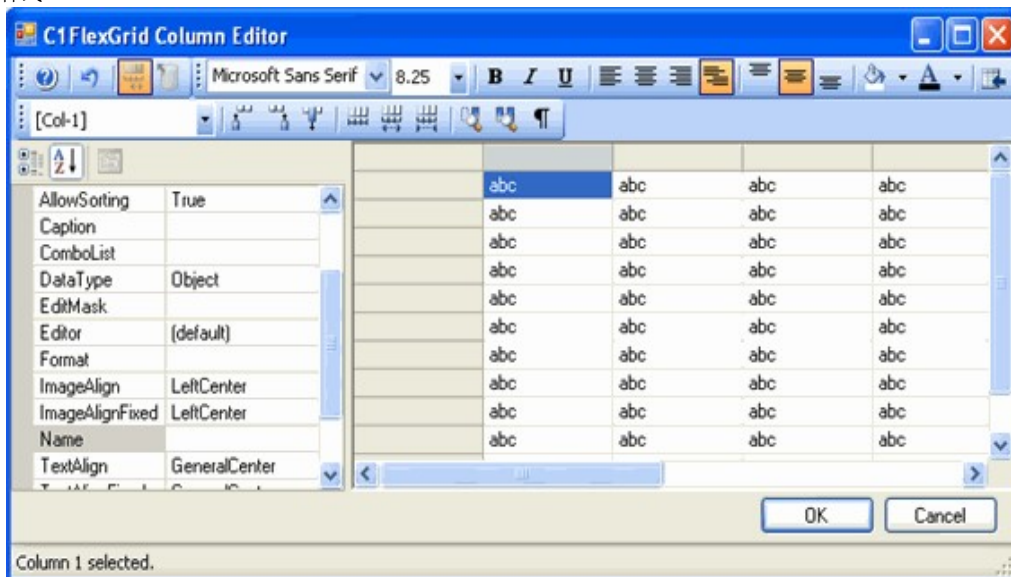 C1FlexGrid Column Editor
Microsoft Sans Serif 8.25 B I U A
[Col-1]
AllowSorting True
Caption
ComboList
DataType Object
EditMask
Editor (default)
Format
ImageAlign LeftCenter
ImageAlignFixed LeftCenter
Name
TextAlign GeneralCenter
abc abc abc abc
abc abc abc abc
abc abc abc abc
abc abc abc abc
abc abc abc abc
abc abc abc abc
abc abc abc abc
abc abc abc abc
abc abc abc abc
abc abc abc abc
OK Cancel
Column 1 selected.